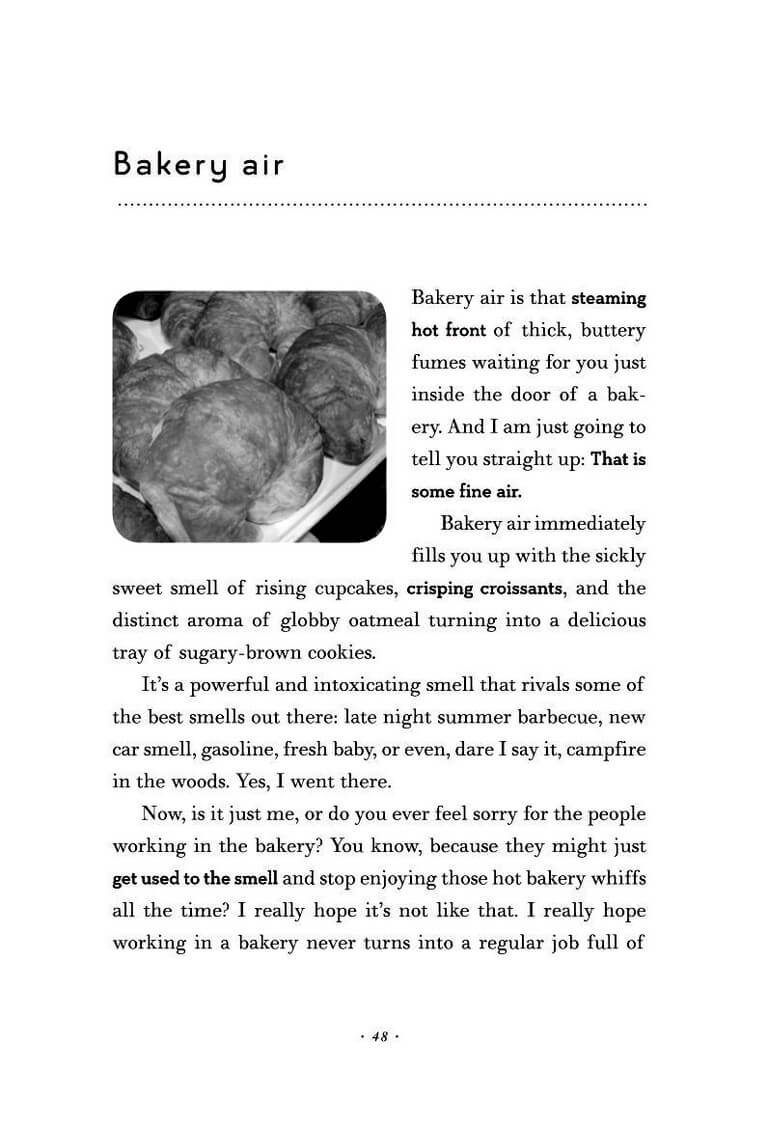 Bakery air
Bakery air is that steaming
hot front of thick, buttery
fumes waiting for you just
inside the door of a bak-
ery. And I am just going to
tell you straight up: That is
some fine air.
Bakery air immediately
fills you up with the sickly
sweet smell of rising cupcakes, crisping croissants, and the
distinct aroma of globby oatmeal turning into a delicious
tray of sugary-brown cookies.
It’s a powerful and intoxicating smell that rivals some of
the best smells out there: late night summer barbecue, new
car smell, gasoline, fresh baby, or even, dare I say it, campfire
in the woods. Yes, I went there.
Now, is it just me, or do you ever feel sorry for the people
working in the bakery? You know, because they might just
get used to the smell and stop enjoying those hot bakery whiffs
all the time? I really hope it’s not like that. I really hope
working in a bakery never turns into a regular job full of
· 48 ·